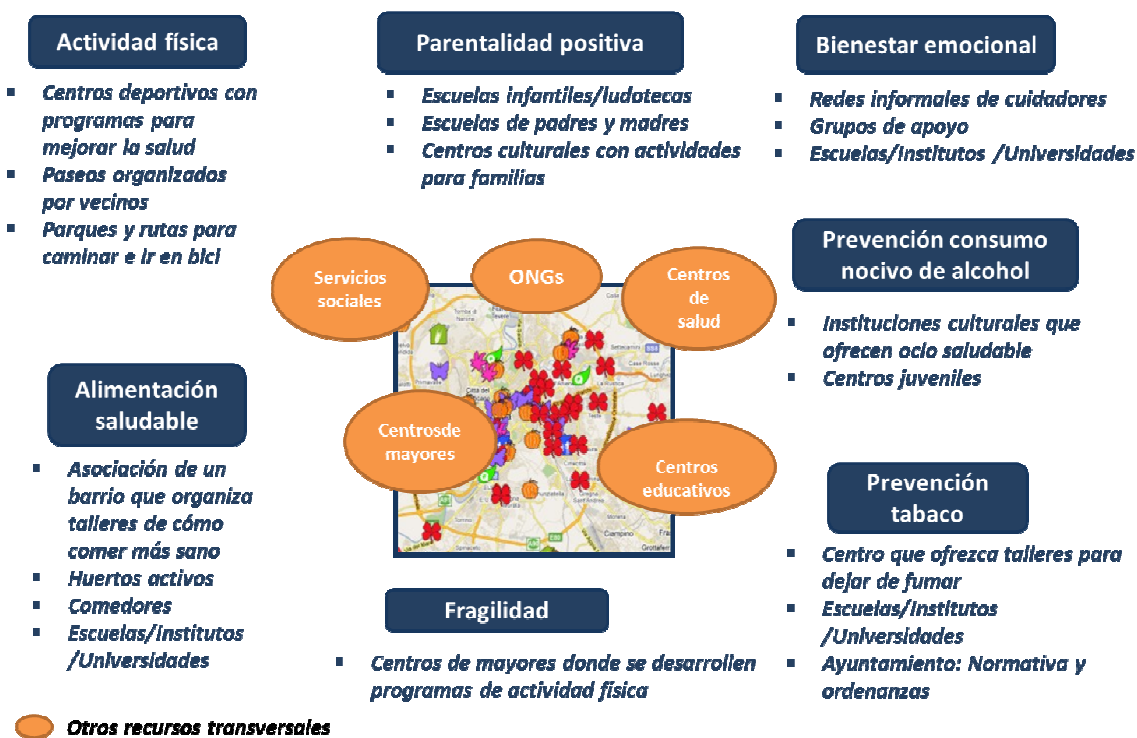 Actividad física
Centros deportivos con
programas para
mejorar la salud
Paseos organizados
por vecinos
Parques y rutas para
caminar e ir en bici
Parentalidad positiva
Escuelas infantiles/ludotecas
Escuelas de padres y madres
Centros culturales con actividades
para familias
Bienestar emocional
Redes informales de cuidadores
Grupos de apoyo
Escuelas/Institutos /Universidades
Servicios
sociales
ONGs
Centros
de
salud
Centrosde
mayores
Centros
educativos
Prevención consumo
nocivo de alcohol
Instituciones culturales que
ofrecen ocio saludable
Centros juveniles
Alimentación
saludable
Asociación de un
barrio que organiza
talleres de cómo
comer más sano
Huertos activos
Comedores
Escuelas/Institutos
/Universidades
Prevención
tabaco
Centro que ofrezca talleres para
dejar de fumar
Escuelas/Institutos
/Universidades
Ayuntamiento: Normativa y
ordenanzas
Fragilidad
Centros de mayores donde se desarrollen
programas de actividad física
Otros recursos transversales